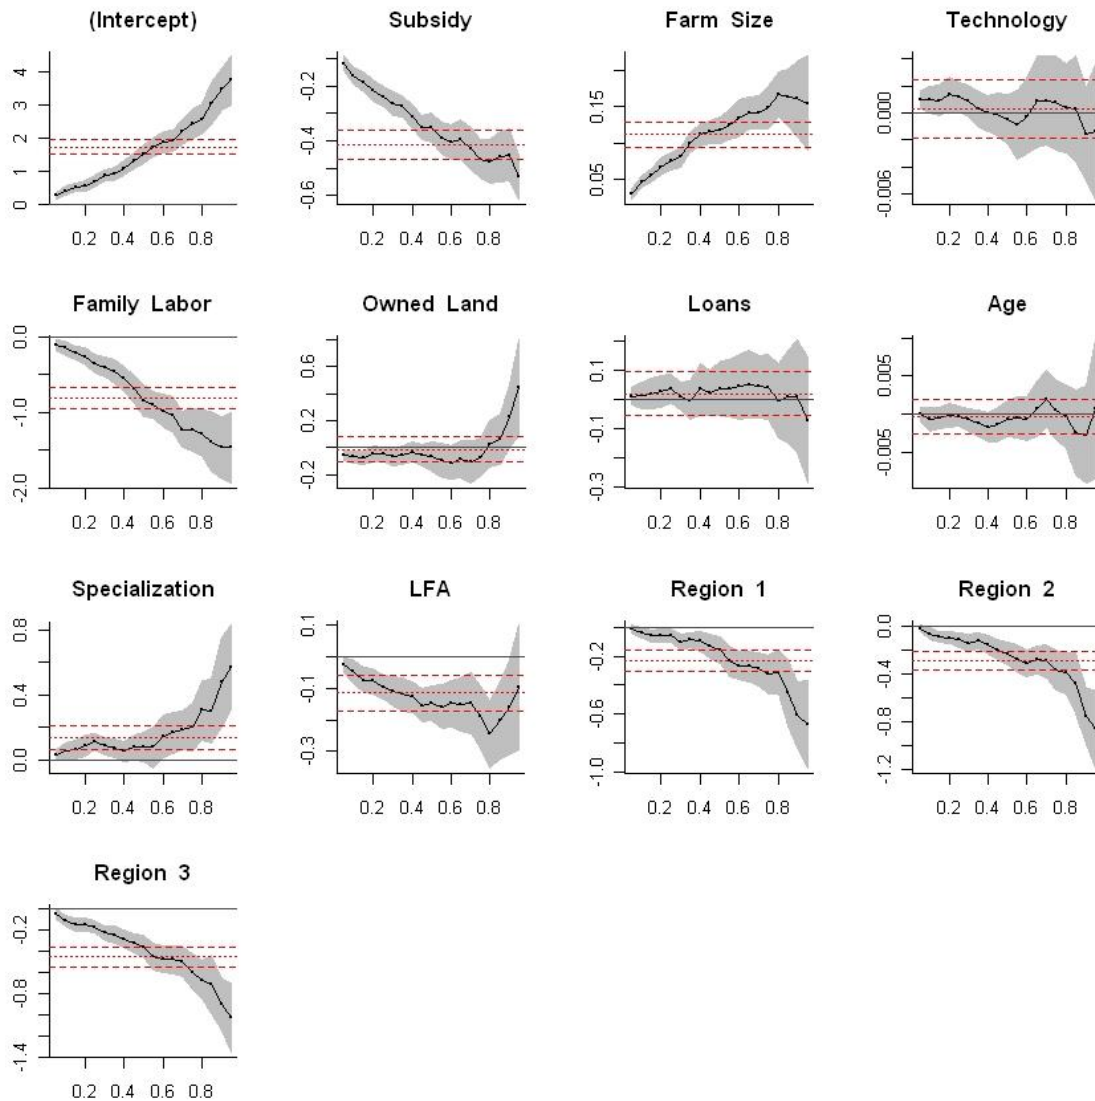 (Intercept) Subsidy Farm Size Technology
4 3 2 1 0
-0.2 -0.4 -0.6
0.15 0.05
0.000 -0.006
0.2 0.4 0.6 0.8 0.2 0.4 0.6 0.8 0.2 0.4 0.6 0.8 0.2 0.4 0.6 0.8
Family Labor Owned Land Loans Age
0.0 -1.0 -2.0
0.6 0.2 -0.2
0.1 -0.1 -0.3
0.005 -0.005
0.2 0.4 0.6 0.8 0.2 0.4 0.6 0.8 0.2 0.4 0.6 0.8 0.2 0.4 0.6 0.8
Specialization LFA Region 1 Region 2
0.8 0.4 0.0
0.1 -0.1 -0.3
-0.2 -0.6 -1.0
0.0 -0.4 -0.8 -1.2
0.2 0.4 0.6 0.8 0.2 0.4 0.6 0.8 0.2 0.4 0.6 0.8 0.2 0.4 0.6 0.8
Region 3
-0.2 -0.8 -1.4
0.2 0.4 0.6 0.8